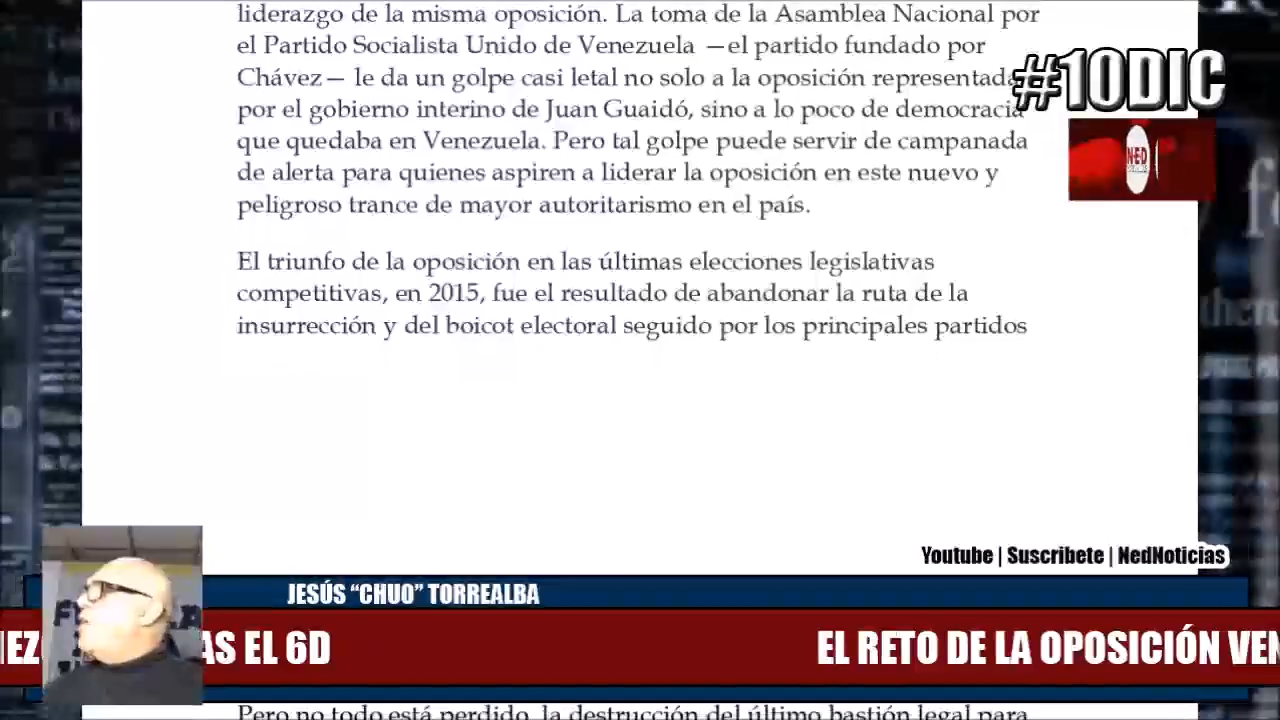 liderazgo de la misma oposición. La toma de la Asamblea Nacional por
el Partido Socialista Unido de Venezuela —el partido fundado por
Chávez— le da un golpe casi letal no solo a la oposición representada
por el gobierno interino de Juan Guaidó, sino a lo poco de democracia
que quedaba en Venezuela. Pero tal golpe puede servir de campanada
de alerta para quienes aspiren a liderar la oposición en este nuevo y
peligroso trance de mayor autoritarismo en el país.
#10DIC
NED
El triunfo de la oposición en las últimas elecciones legislativas
competitivas, en 2015, fue el resultado de abandonar la ruta de la
insurrección y del boicot electoral seguido por los principales partidos
Youtube | Suscribete | NedNoticias
JESÚS “CHUO” TORREALBA
AS EL 6D
EL RETO DE LA OPOSICIÓN VEN
Pero no todo está perdido, la destrucción del último bastión legal para